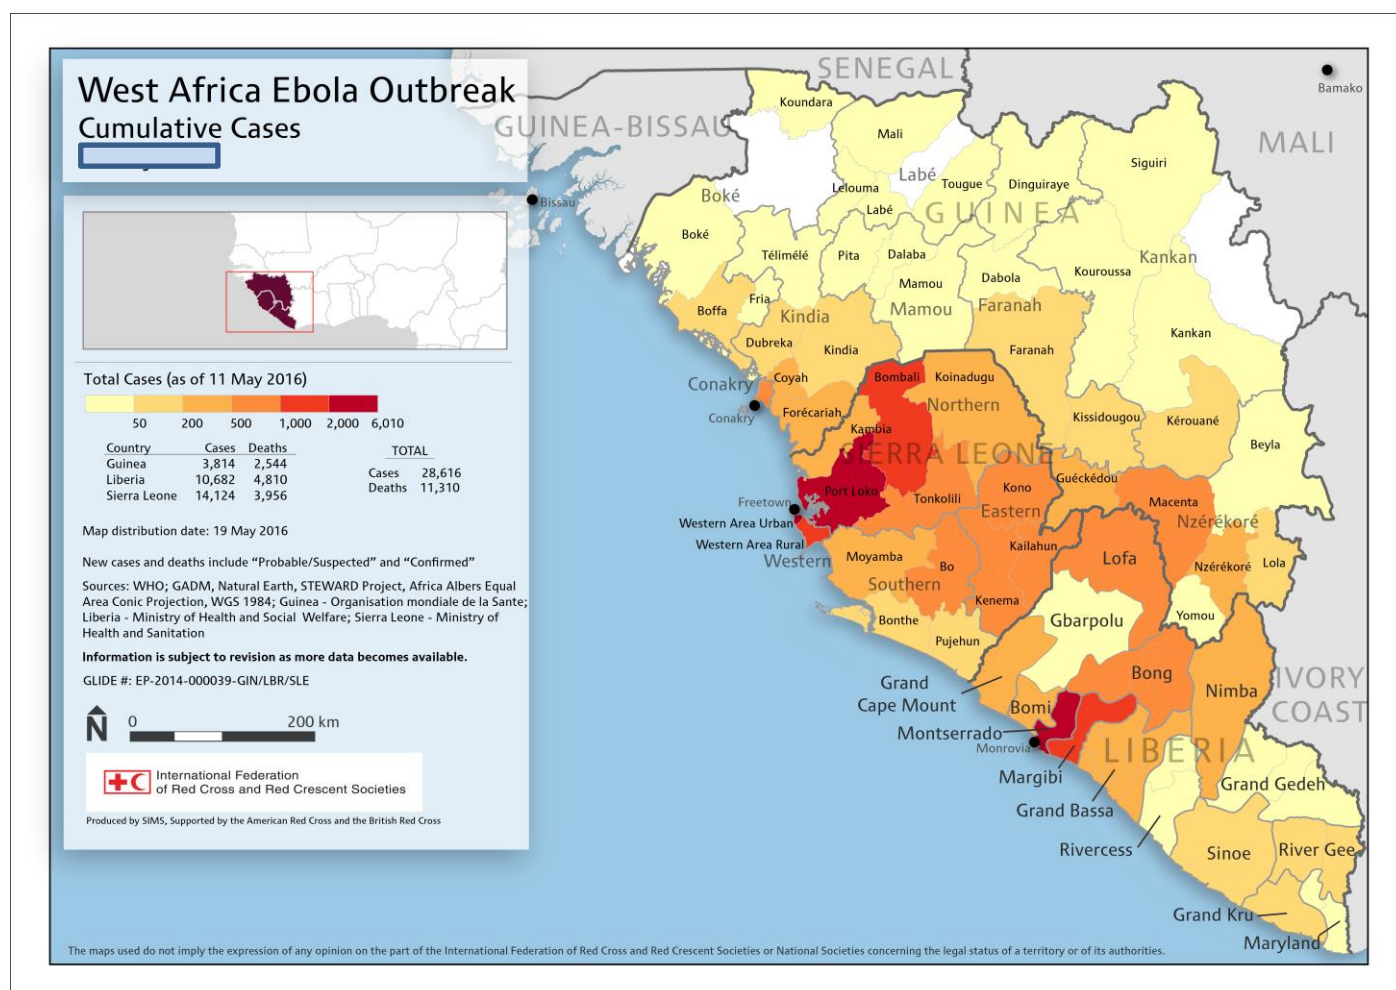 West Africa Ebola Outbreak
Cumulative Cases
Total Cases (as of 11 May 2016)
50 200 500 1,000 2,000 6,010
Country Cases Deaths
Guinea 3,814 2,544
Liberia 10,682 4,810
Sierra Leone 14,124 3,956
TOTAL
Cases 28,616
Deaths 11,310
Map distribution date: 19 May 2016
New cases and deaths include “Probable/Suspected” and “Confirmed”
Sources: WHO; GADM, Natural Earth, STEWARD Project, Africa Albers Equal
Area Conic Projection, WGS 1984; Guinea - Organisation mondiale de la Sante;
Liberia - Ministry of Health and Social Welfare; Sierra Leone - Ministry of
Health and Sanitation
Information is subject to revision as more data becomes available.
GLIDE #: EP-2014-000039-GIN/LBR/SLE
N
0 200 km
International Federation
of Red Cross and Red Crescent Societies
Produced by SIMS, Supported by the American Red Cross and the British Red Cross
SENEGAL
Bamako
GUINEA-BISSAU
MALI
Bissau
Koundara
Mali
Siguiri
Labé
Lelouma
Tougue
Dinguiraye
Boké
Labé
GUINEA
Boké
Télimélé
Pita
Dalaba
Kankan
Kouroussa
Mamou
Dabola
Fria
Boffa
Kindia
Mamou
Faranah
Kankan
Dubreka
Kindia
Faranah
Conakry
Coyah
Bombali
Koinadugu
Conakry
Forécariah
Northern
Kissidougou
Kérouané
Kambia
Beyla
SIERRA LEONE
Guéckédou
Port Loko
Kono
Tonkolili
Macenta
Freetown
Eastern
Nzérékoré
Western Area Urban
Western Area Rural
Kailahun
Western
Moyamba
Lofa
Bo
Nzérékoré
Lola
Southern
Kenema
Yomou
Bonthe
Gbarpolu
Pujehun
Bong
Grand
Cape Mount
Nimba
IVORY
COAST
Bomi
Montserrado
Monrovia
LIBERIA
Margibi
Grand Gedeh
Grand Bassa
Rivercess
Sinoe
River Gee
Grand Kru
Maryland
The maps used do not imply the expression of any opinion on the part of the International Federation of Red Cross and Red Crescent Societies or National Societies concerning the legal status of a territory or of its authorities.